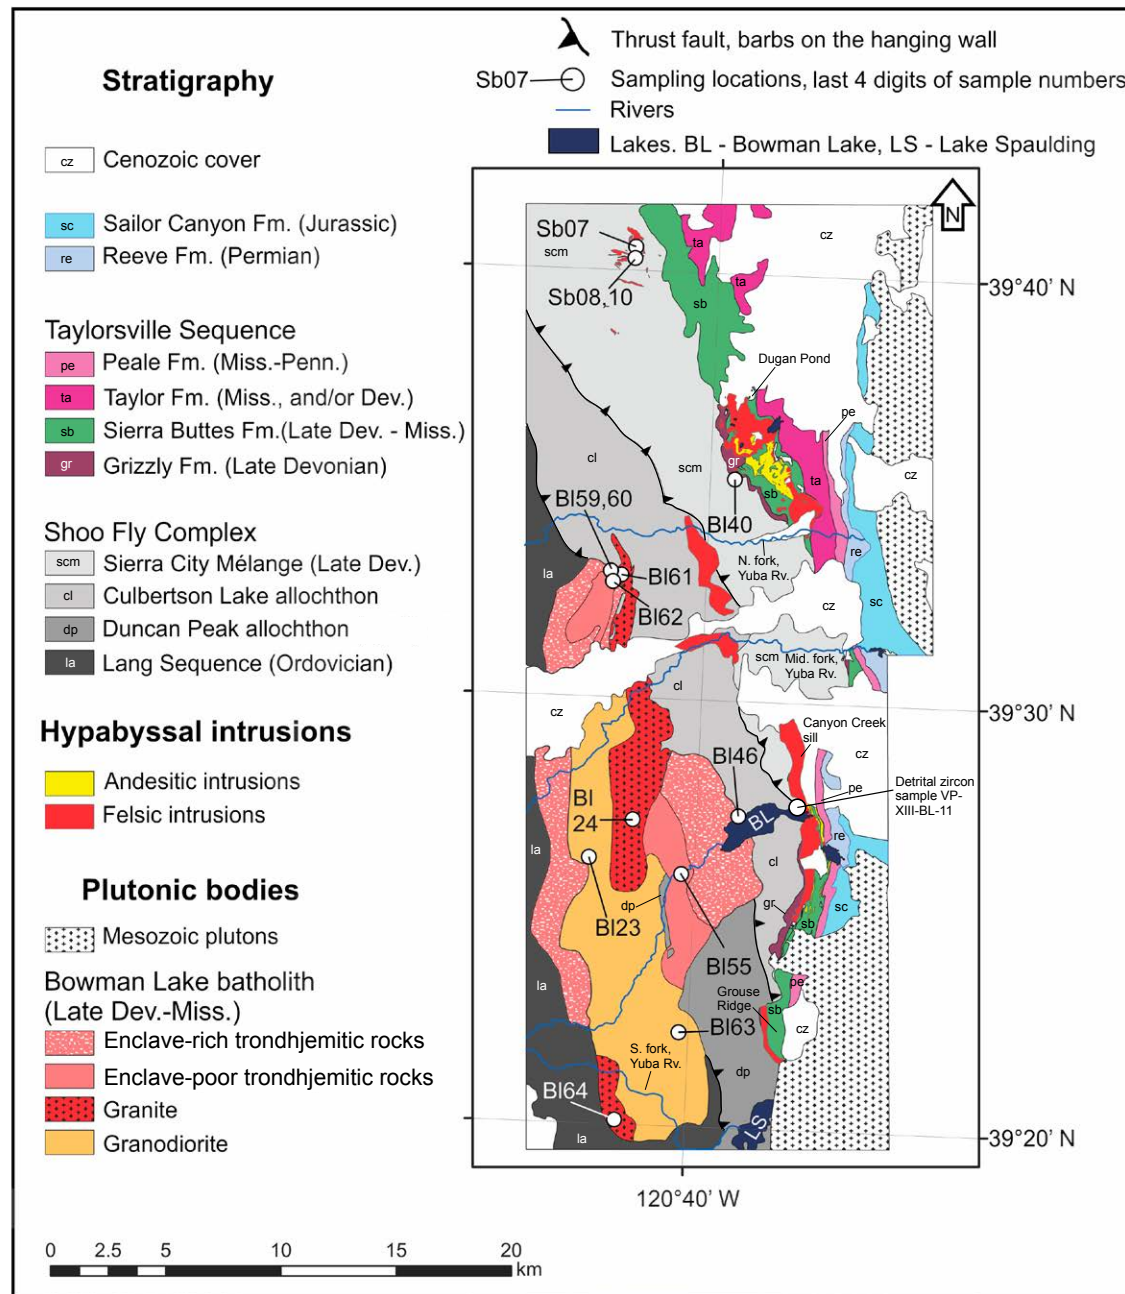 Stratigraphy
cz Cenozoic cover
sc Sailor Canyon Fm. (Jurassic)
re Reeve Fm. (Permian)
Taylorsville Sequence
pe Peale Fm. (Miss.-Penn.)
ta Taylor Fm. (Miss., and/or Dev.)
sb Sierra Buttes Fm.(Late Dev. - Miss.)
gr Grizzly Fm. (Late Devonian)
Shoo Fly Complex
scm Sierra City Mélange (Late Dev.)
cl Culbertson Lake allochthon
dp Duncan Peak allochthon
la Lang Sequence (Ordovician)
Hypabyssal intrusions
Andesitic intrusions
Felsic intrusions
Plutonic bodies
Mesozoic plutons
Bowman Lake batholith
(Late Dev.-Miss.)
Enclave-rich trondhjemitic rocks
Enclave-poor trondhjemitic rocks
Granite
Granodiorite
0 2.5 5 10 15 20
km
Thrust fault, barbs on the hanging wall
Sb07 Sampling locations, last 4 digits of sample numbers
Rivers
Lakes. BL - Bowman Lake, LS - Lake Spaulding
N
Sb07
scm
Sb08,10
ta
cz
ta
sb
39°40' N
Dugan Pond
pe
cl
scm
gr
sb
ta
cz
Bl59,60
Bl40
N. fork,
Yuba Rv.
re
la
Bl61
Bl62
cz
sc
scm
Mid. fork,
Yuba Rv.
cl
cz
39°30' N
Canyon Creek
sill
cz
Bl46
pe
Detrital zircon
sample VP-
XIII-BL-11
Bl
24
BL
re
la
cl
dp
gr
sb
sc
Bl23
Bl55
la
Grouse
Ridge
pe
sb
cz
Bl63
S. fork,
Yuba Rv.
dp
Bl64
la
LS
39°20' N
120°40' W